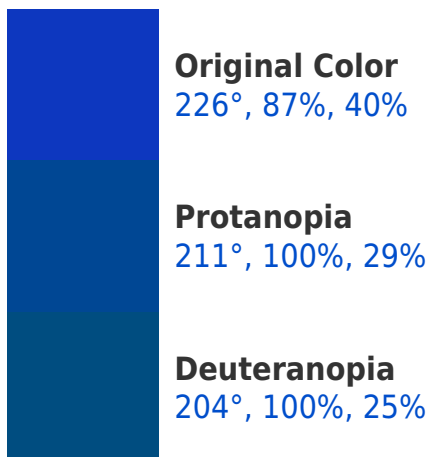 Original Color
226°, 87%, 40%
Protanopia
211°, 100%, 29%
Deuteranopia
204°, 100%, 25%